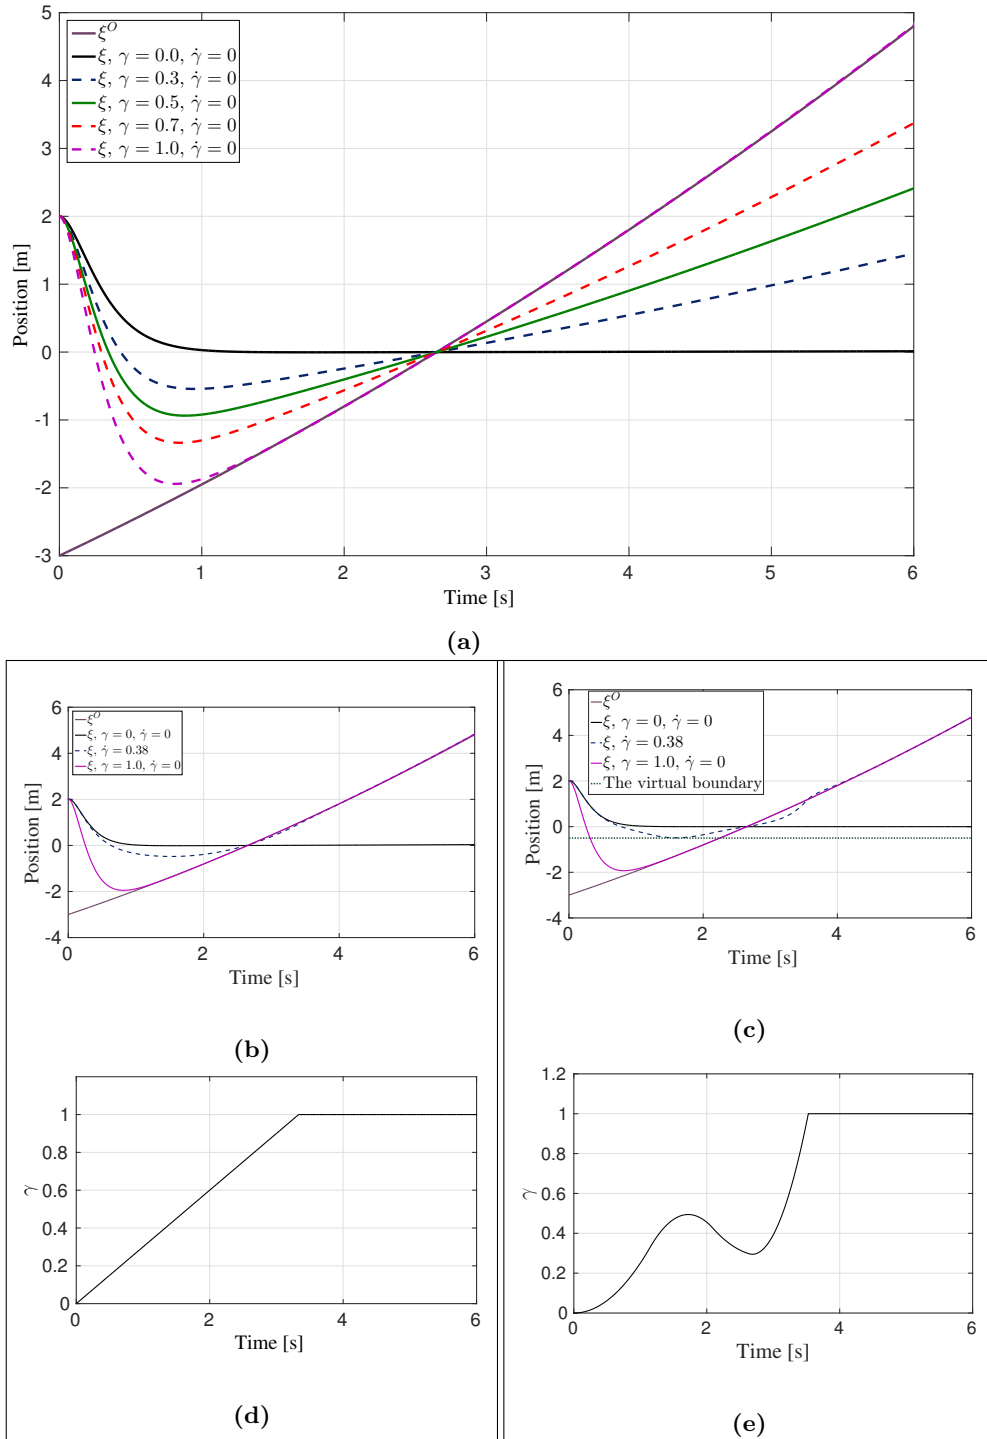 5
4
3
2
1
0
-1
-2
-3
Position [m]
ξ^O
ξ, γ = 0.0, γ̇ = 0
ξ, γ = 0.3, γ̇ = 0
ξ, γ = 0.5, γ̇ = 0
ξ, γ = 0.7, γ̇ = 0
ξ, γ = 1.0, γ̇ = 0
0 1 2 3 4 5 6
Time [s]
(a)
6
4
2
0
-2
-4
Position [m]
ξ^O
ξ, γ = 0, γ̇ = 0
ξ, γ̇ = 0.38
ξ, γ = 1.0, γ̇ = 0
0 2 4 6
Time [s]
(b)
6
4
2
0
-2
-4
Position [m]
ξ^O
ξ, γ = 0, γ̇ = 0
ξ, γ̇ = 0.38
ξ, γ = 1.0, γ̇ = 0
The virtual boundary
0 2 4 6
Time [s]
(c)
1
0.8
0.6
0.4
0.2
0
γ
0 2 4 6
Time [s]
(d)
1.2
1
0.8
0.6
0.4
0.2
0
γ
0 2 4 6
Time [s]
(e)